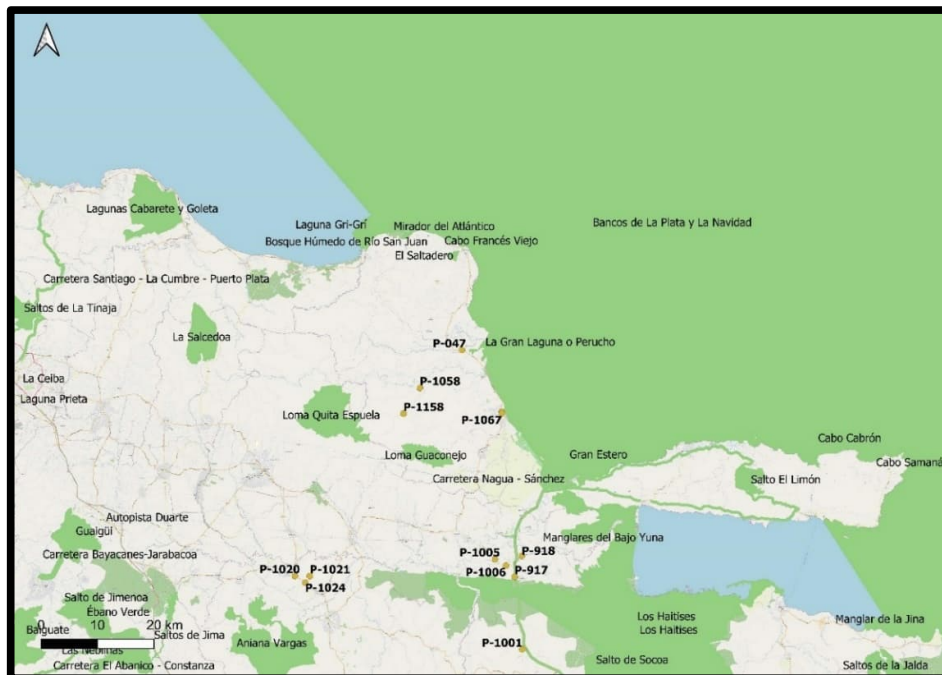 Lagunas Cabarete y Goleta
Laguna Gri-Grí
Mirador del Atlántico
Bancos de La Plata y La Navidad
Bosque Húmedo de Río San Juan
Cabo Francés Viejo
El Saltadero
Carretera Santiago - La Cumbre - Puerto Plata
Saltos de La Tinaja
La Salcedoa
P-047
La Gran Laguna o Perucho
La Ceiba
P-1058
Laguna Prieta
P-1158
Loma Quita Espuela
P-1067
Cabo Cabrón
Loma Guaconejo
Gran Estero
Cabo Samaná
Carretera Nagua - Sánchez
Salto El Limón
Autopista Duarte
Guaigüí
Manglares del Bajo Yuna
Carretera Bayacanes-Jarabacoa
P-1005
P-918
P-1006
P-917
P-1020
P-1021
P-1024
Salto de Jimenoa
Ébano Verde
Los Haitises
Los Haitises
Manglar de la Jina
0 10 20 km
Baiguate
Saltos de Jima
Aniana Vargas
P-1001
Las Neblinas
Salto de Socoa
Carretera El Abanico - Constanza
Saltos de la Jalda